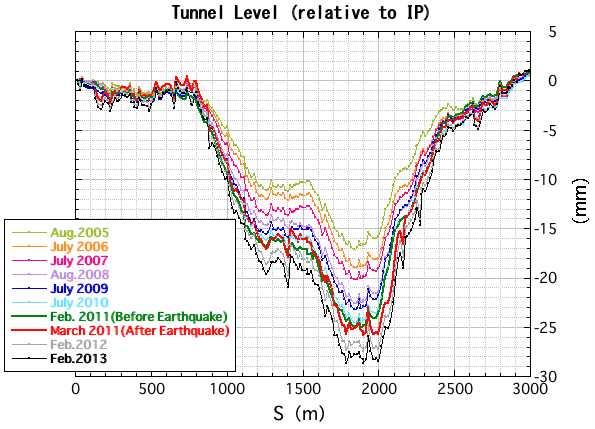 Tunnel Level (relative to IP)
5
0
-5
-10
-15
-20
-25
-30
(mm)
Aug.2005
July 2006
July 2007
Aug.2008
July 2009
July 2010
Feb. 2011(Before Earthquake)
March 2011(After Earthquake)
Feb.2012
Feb.2013
0 500 1000 1500 2000 2500 3000
S (m)